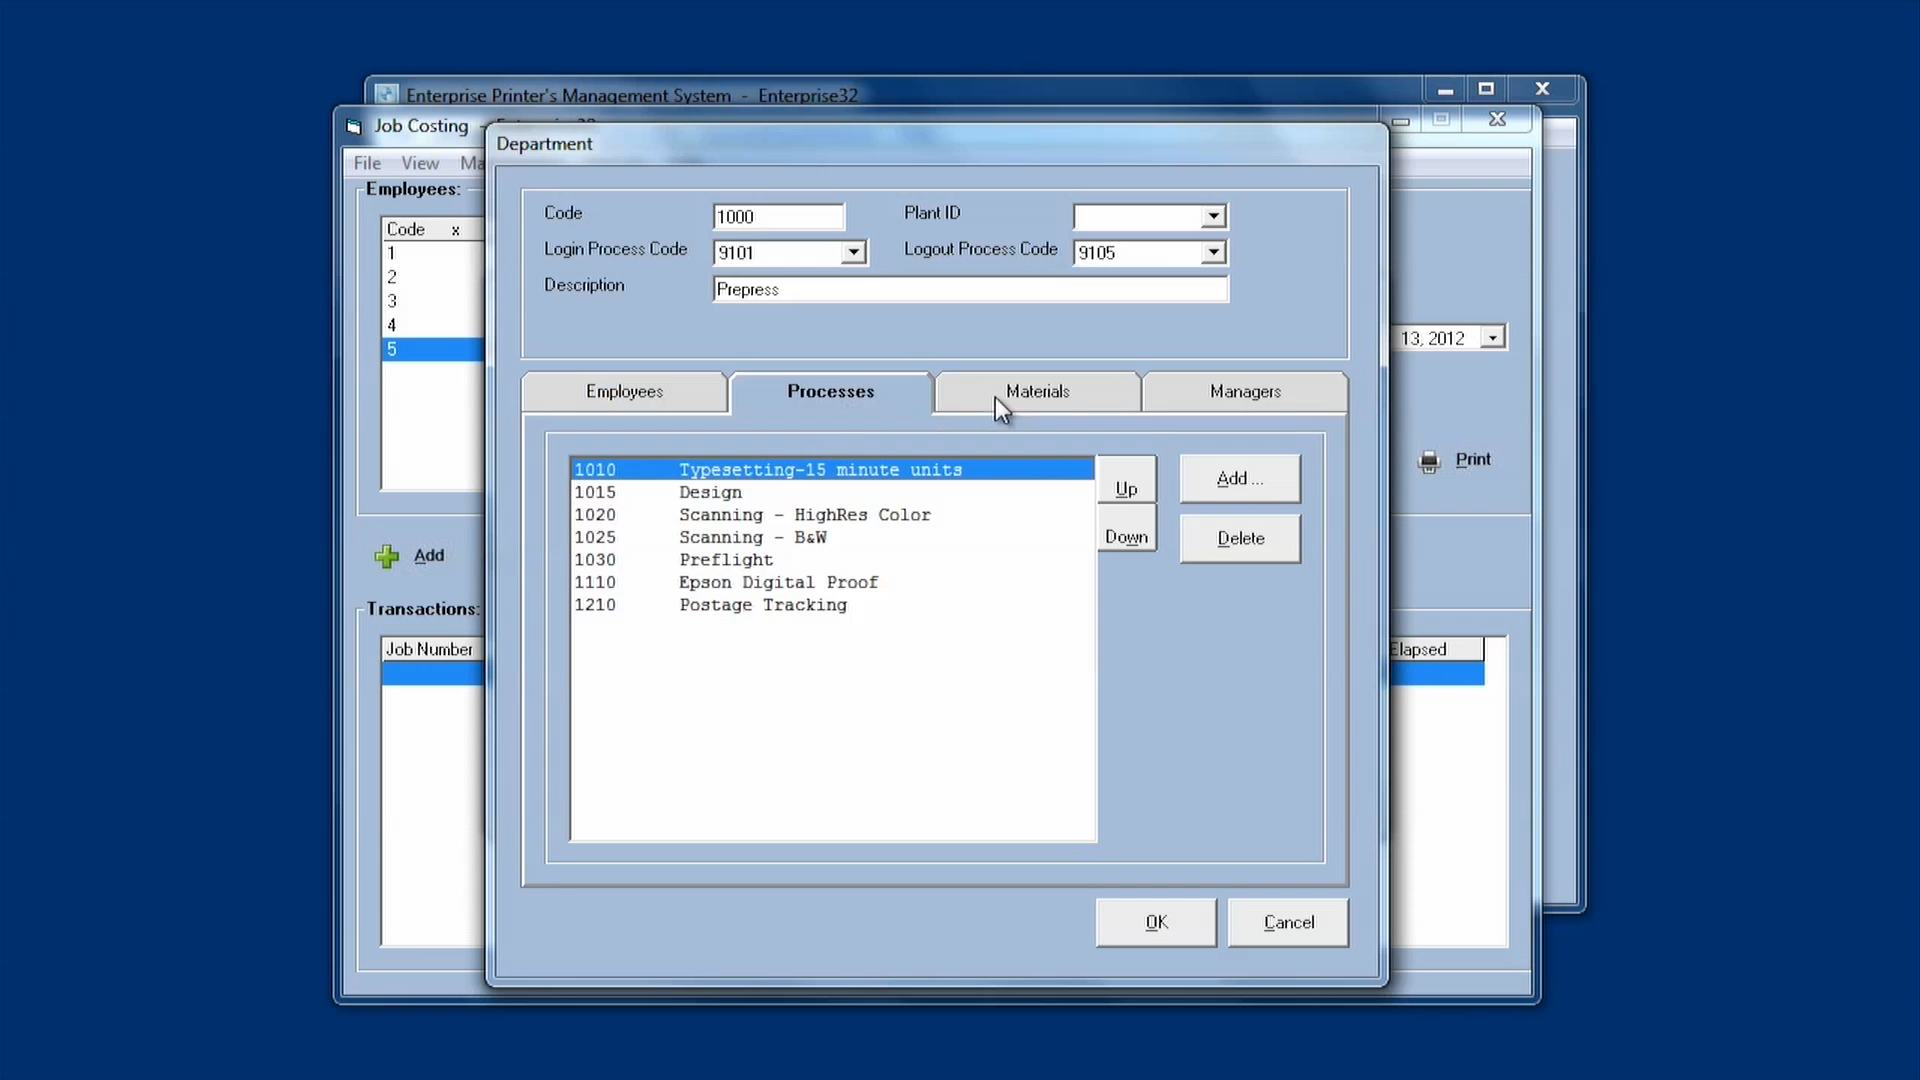 Enterprise Printer's Management System - Enterprise32
Job Costing -
Department
File View Ma
Employees:
Code x
1
2
3
4
5
Code 1000 Plant ID
Login Process Code 9101 Logout Process Code 9105
Description Prepress
13, 2012
Employees Processes Materials Managers
1010 Typesetting-15 minute units
1015 Design
1020 Scanning - HighRes Color
1025 Scanning - B&W
1030 Preflight
1110 Epson Digital Proof
1210 Postage Tracking
Up
Down
Add ...
Delete
Print
Add
Transactions:
Job Number
Elapsed
OK Cancel